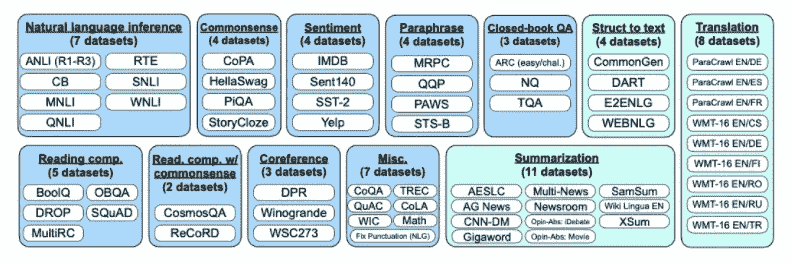 Natural language inference
(7 datasets)
ANLI (R1-R3)
RTE
CB
SNLI
MNLI
WNLI
QNLI
Commonsense
(4 datasets)
CoPA
HellaSwag
PiQA
StoryCloze
Sentiment
(4 datasets)
IMDB
Sent140
SST-2
Yelp
Paraphrase
(4 datasets)
MRPC
QQP
PAWS
STS-B
Closed-book QA
(3 datasets)
ARC (easy/chal.)
NQ
TQA
Struct to text
(4 datasets)
CommonGen
DART
E2ENLG
WEBNLG
Translation
(8 datasets)
ParaCrawl EN/DE
ParaCrawl EN/ES
ParaCrawl EN/FR
WMT-16 EN/CS
WMT-16 EN/DE
WMT-16 EN/FI
WMT-16 EN/RO
WMT-16 EN/RU
WMT-16 EN/TR
Reading comp.
(5 datasets)
BoolQ
OBQA
DROP
SQuAD
MultiRC
Read. comp. w/
commonsense
(2 datasets)
CosmosQA
ReCoRD
Coreference
(3 datasets)
DPR
Winogrande
WSC273
Misc.
(7 datasets)
CoQA
TREC
QuAC
CoLA
WIC
Math
Fix Punctuation (NLG)
Summarization
(11 datasets)
AESLC
Multi-News
SamSum
AG News
Newsroom
Wiki Lingua EN
CNN-DM
Opin-Abs: iDebate
XSum
Gigaword
Opin-Abs: Movie